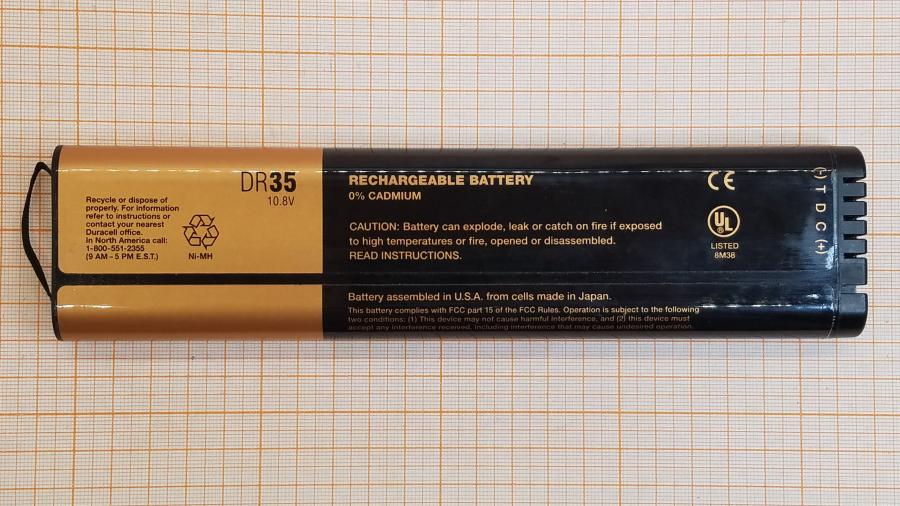 DR35
10.8V
Recycle or dispose of
properly. For information
refer to instructions or
contact your nearest
Duracell office.
in North America call:
1-800-551-2355
(9 AM – 5 PM E.S.T.)
Ni-MH
RECHARGEABLE BATTERY
0% CADMIUM
CAUTION: Battery can explode, leak or catch on fire if exposed
to high temperatures or fire, opened or disassembled.
READ INSTRUCTIONS.
Battery assembled in U.S.A. from cells made in Japan.
This battery complies with FCC part 15 of the FCC Rules. Operation is subject to the following
two conditions: (1) This device may not cause harmful interference, and (2) this device must
accept any interference received, including interference that may cause undesired operation.
CE
UL
®
LISTED
8M38
(-) T D C (+)